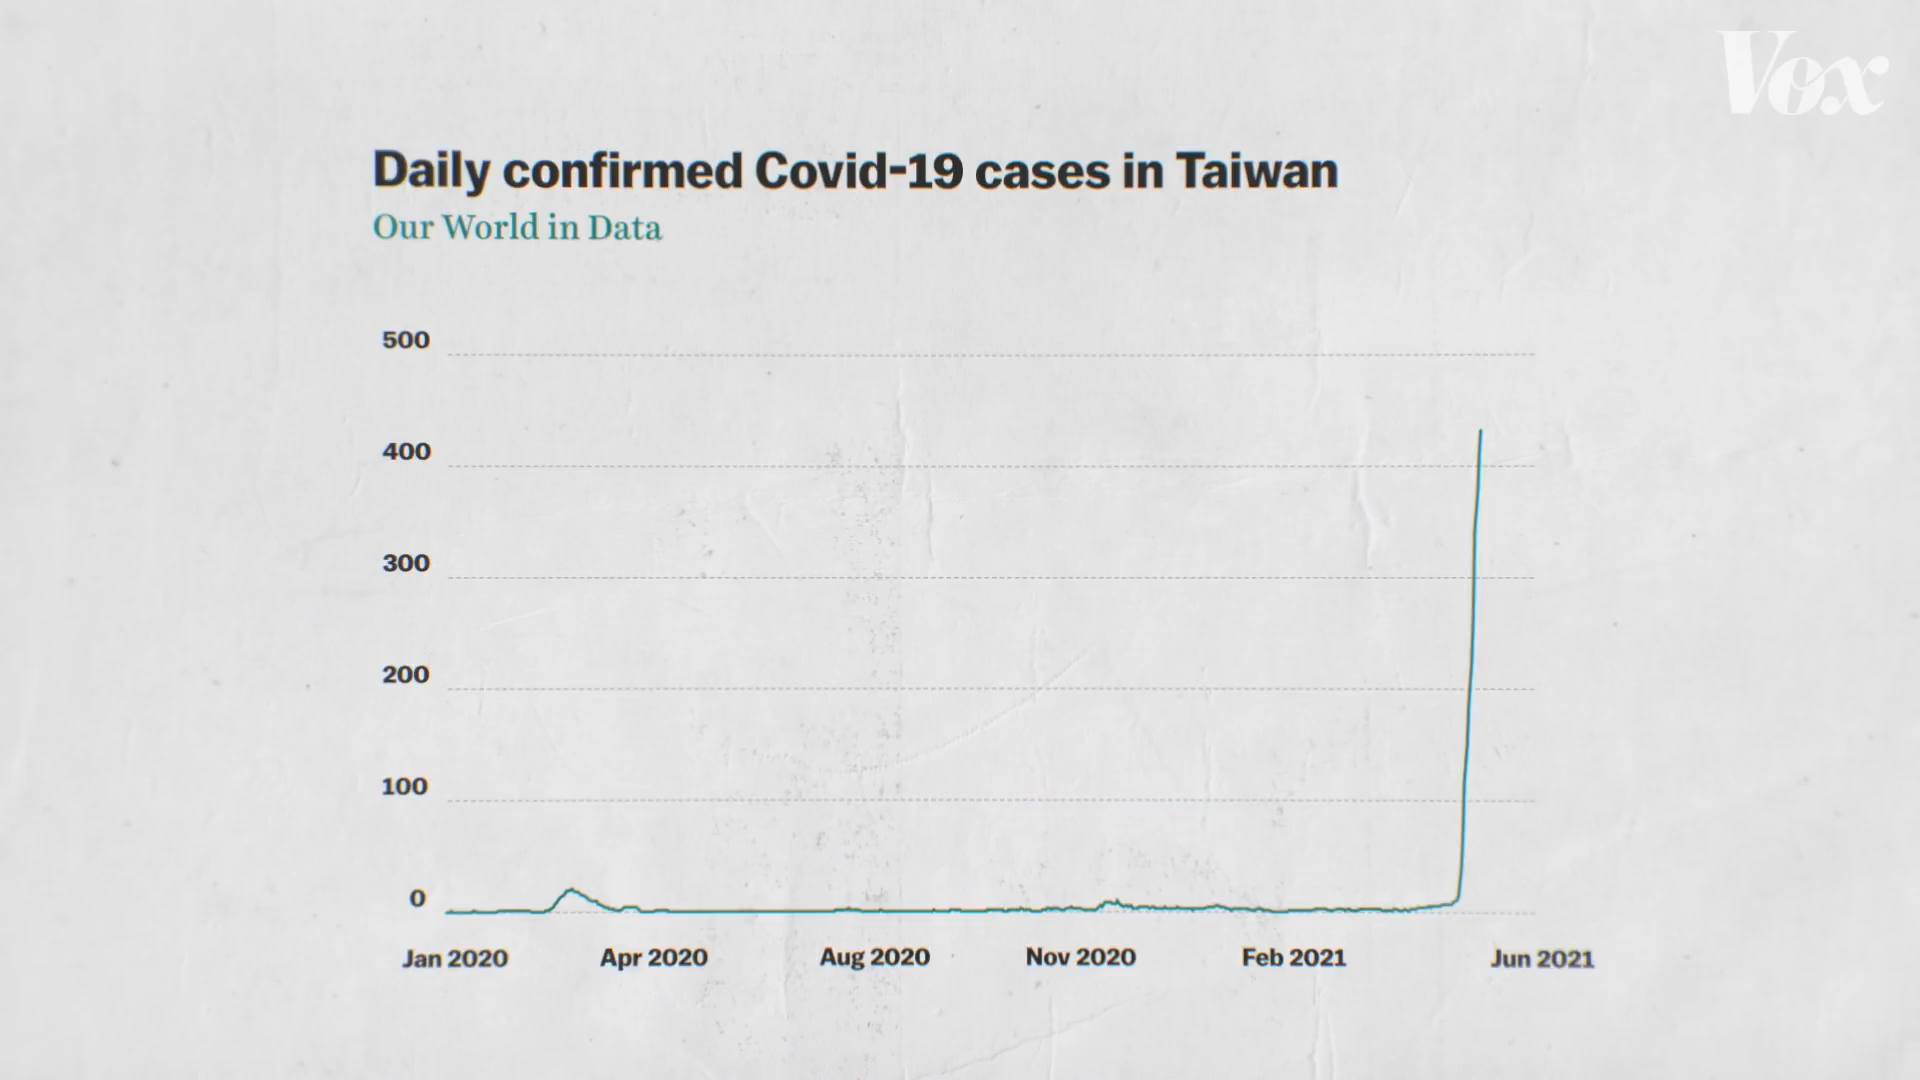 Vox
Daily confirmed Covid-19 cases in Taiwan
Our World in Data
500
400
300
200
100
0
Jan 2020 Apr 2020 Aug 2020 Nov 2020 Feb 2021 Jun 2021